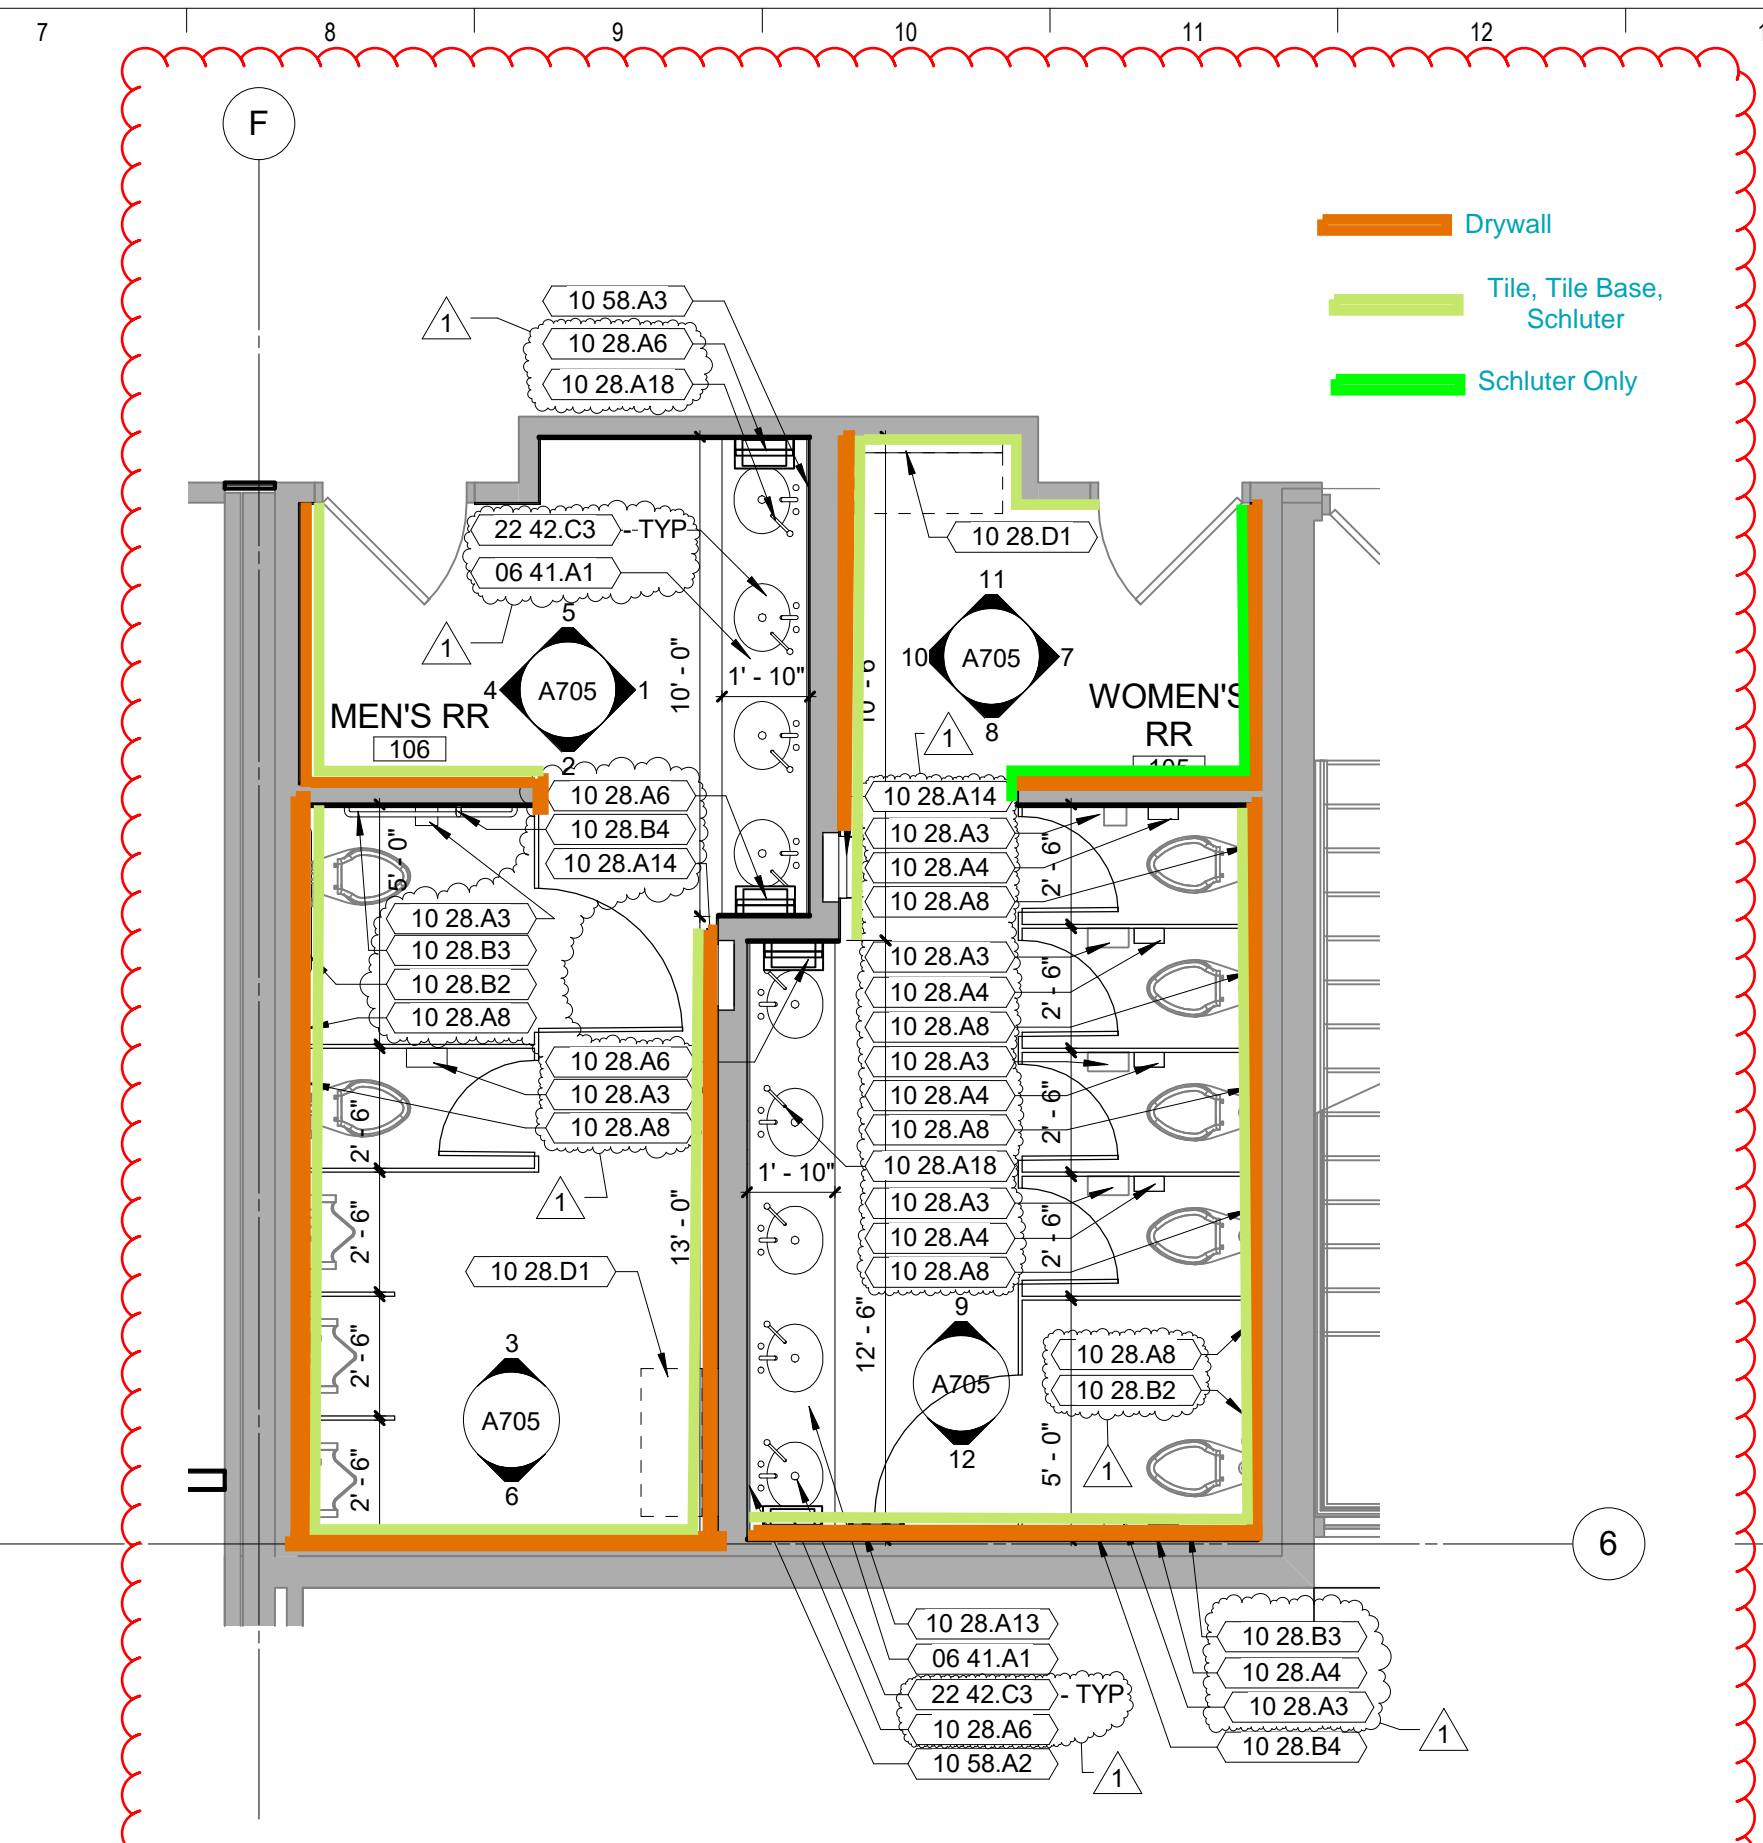 7 8 9 10 11 12
F
Drywall
Tile, Tile Base,
Schluter
Schluter Only
10 58.A3
1
10 28.A6
10 28.A18
22 42.C3 - TYP
06 41.A1
10 28.D1
1
5
4 A705 1
2
11
10 A705 7
8
10' - 0"
1' - 10"
MEN'S RR
106
WOMEN'S
RR
1
10 28.A6
10 28.B4
10 28.A14
5' - 0"
10 28.A3
10 28.B3
10 28.B2
10 28.A8
10 28.A14
10 28.A3
10 28.A4
10 28.A8
2' - 6"
2' - 6"
10 28.A3
10 28.A4
10 28.A8
2' - 6"
10 28.A3
10 28.A4
10 28.A8
2' - 6"
10 28.A18
10 28.A3
10 28.A4
10 28.A8
2' - 6"
10 28.A6
10 28.A3
10 28.A8
2' - 6"
1
1' - 10"
2' - 6"
13' - 0"
10 28.D1
2' - 6"
2' - 6"
3
A705
6
12' - 6"
9
A705
12
10 28.A8
10 28.B2
1
5' - 0"
6
10 28.A13
06 41.A1
22 42.C3 - TYP
10 28.A6
10 58.A2
1
10 28.B3
10 28.A4
10 28.A3
10 28.B4
1